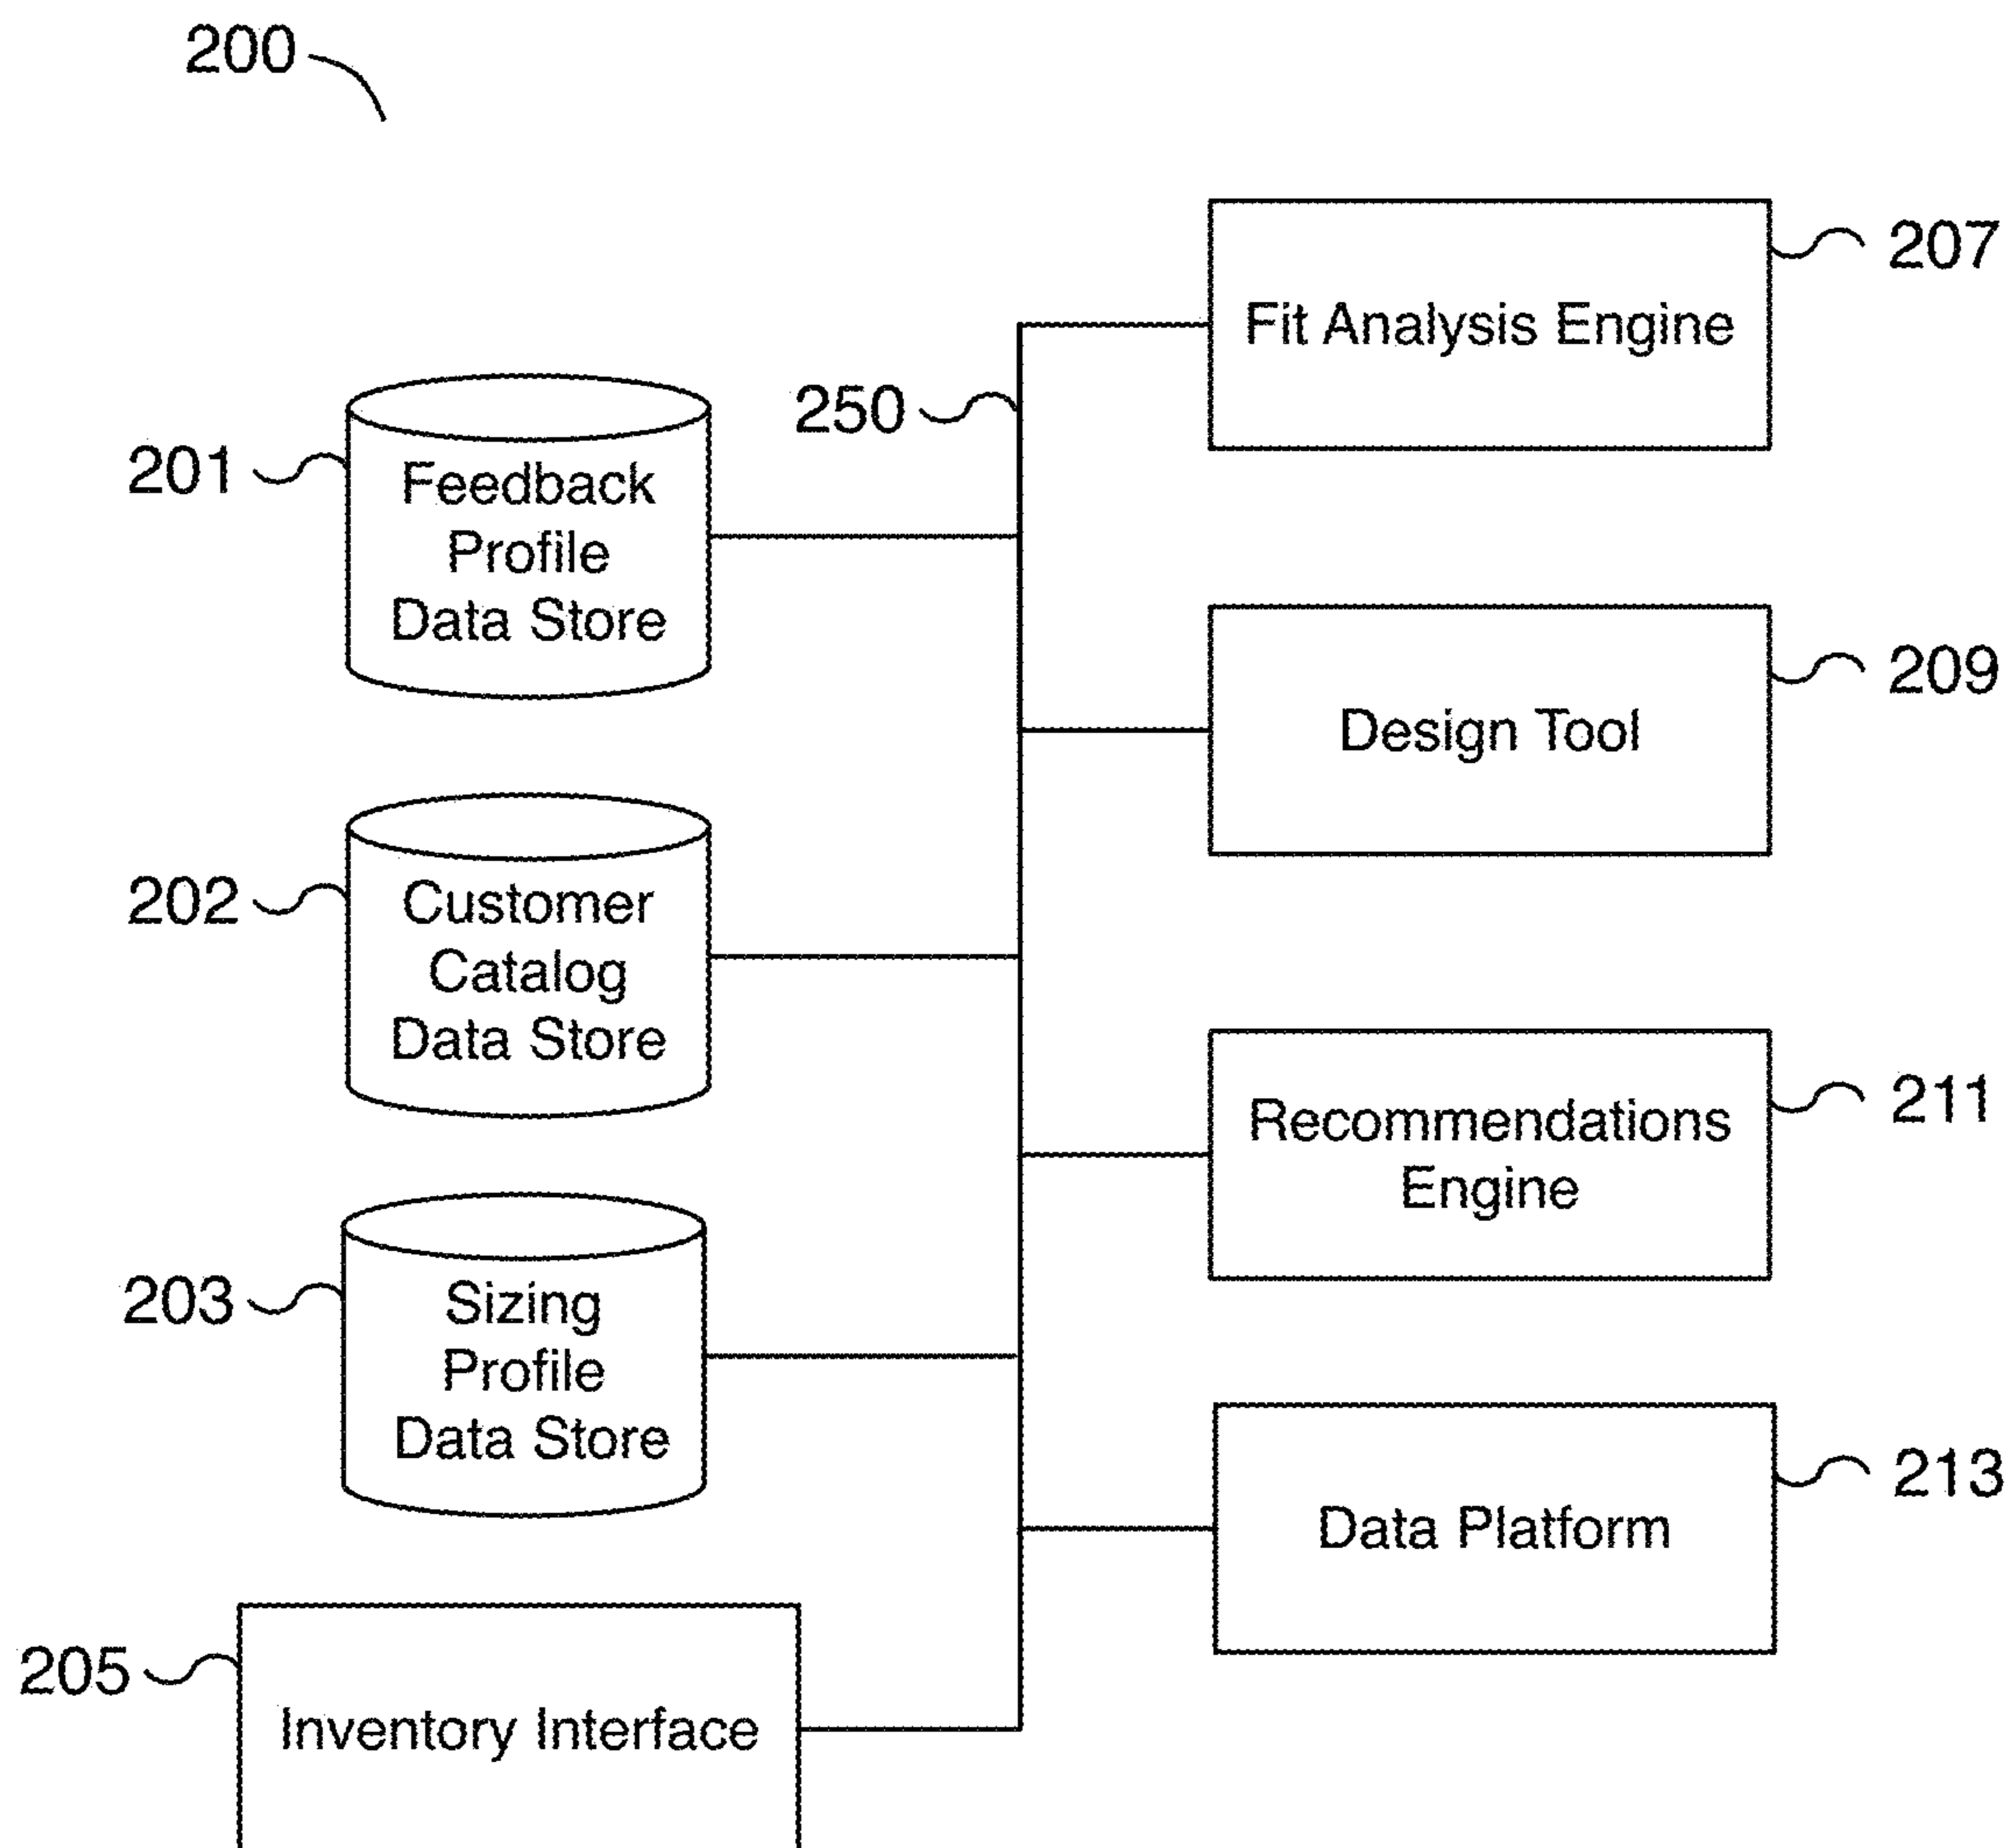 200
207
Fit Analysis Engine
250
201
Feedback
Profile
Data Store
209
Design Tool
202
Customer
Catalog
Data Store
211
Recommendations
Engine
203
Sizing
Profile
Data Store
213
Data Platform
205
Inventory Interface